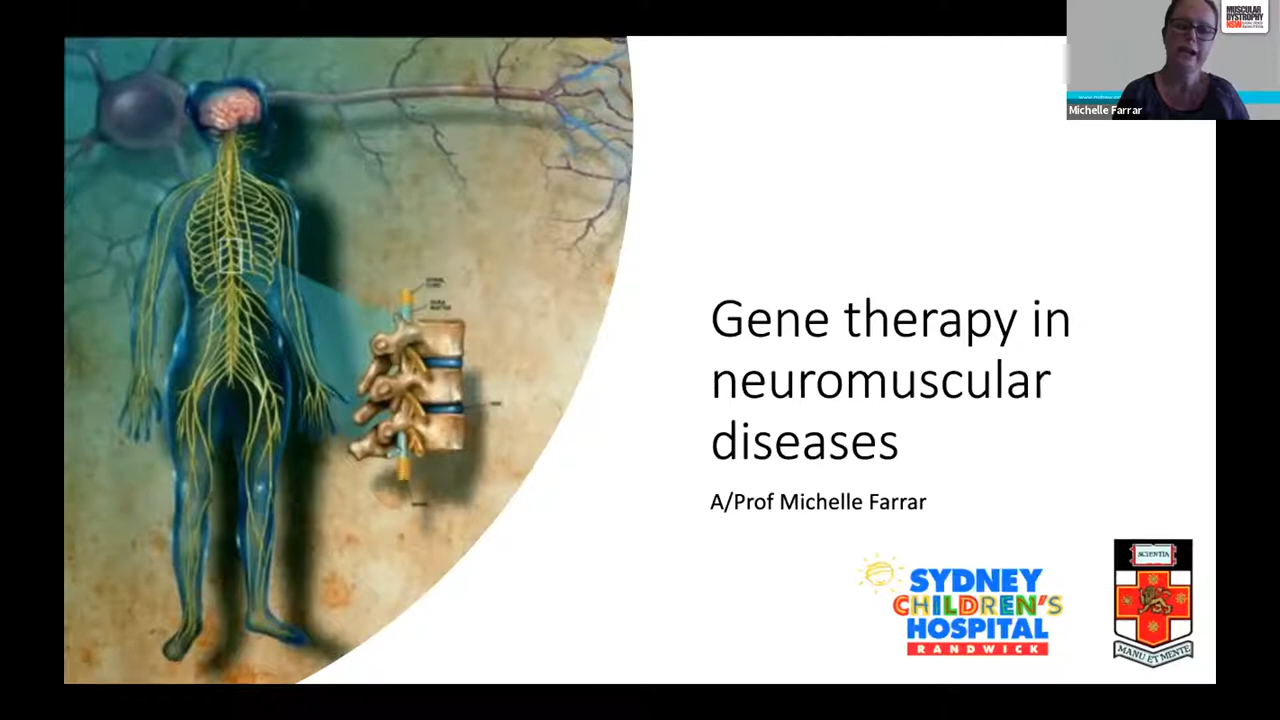 MUSCULAR
DYSTROPHY
NSW
Michelle Farrar
Gene therapy in
neuromuscular
diseases
A/Prof Michelle Farrar
SYDNEY
CHILDREN'S
HOSPITAL
RANDWICK
SCIENTIA
MANU ET MENTE